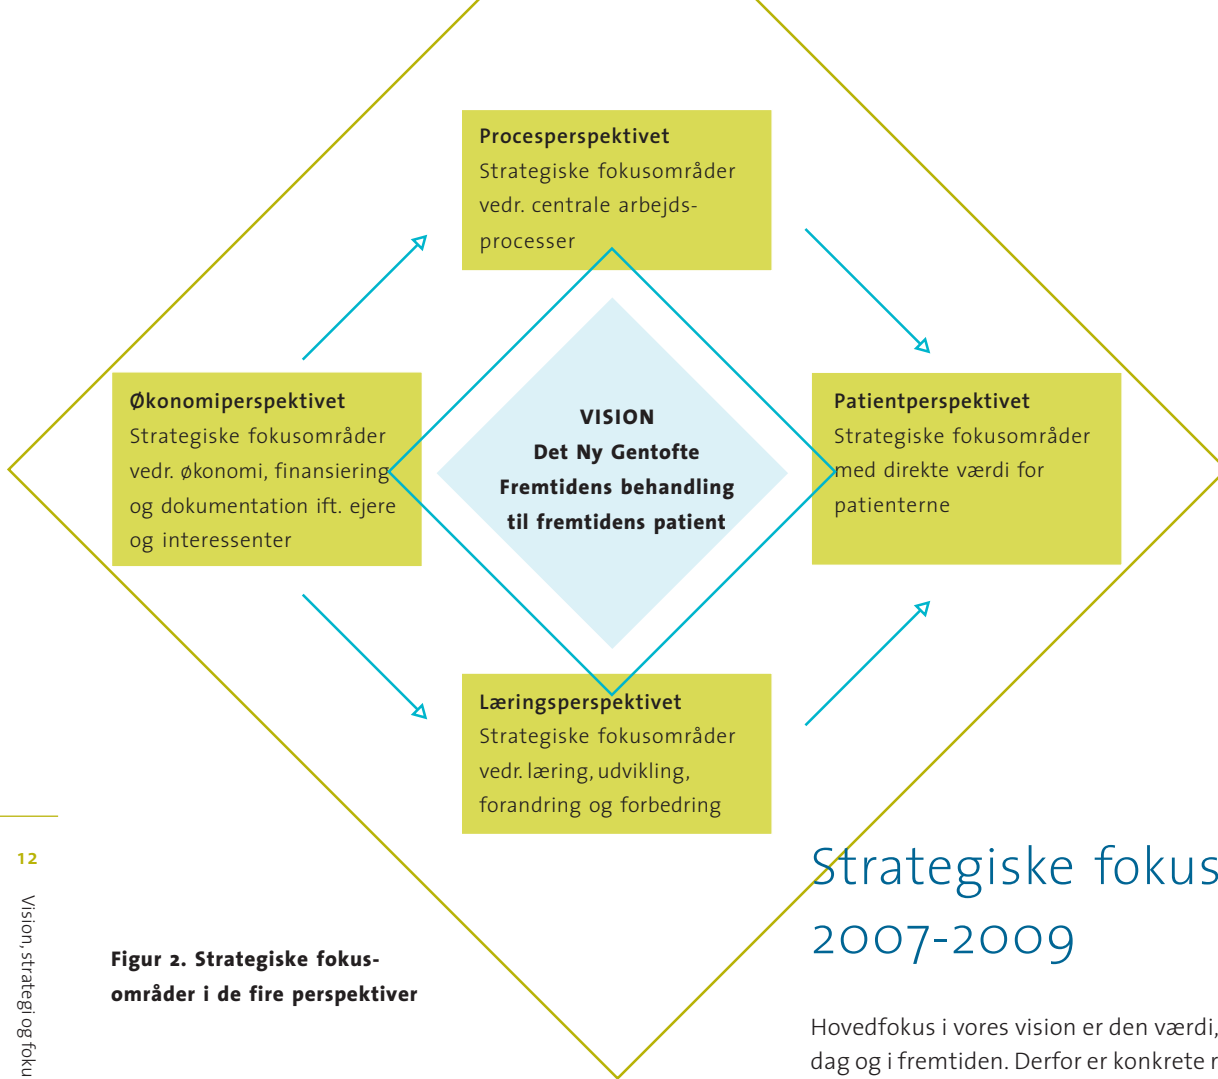 Procesperspektivet
Strategiske fokusområder
vedr. centrale arbejds-
processer
Økonomiperspektivet
Strategiske fokusområder
vedr. økonomi, finansiering
og dokumentation ift. ejere
og interessenter
VISION
Det Ny Gentofte
Fremtidens behandling
til fremtidens patient
Patientperspektivet
Strategiske fokusområder
med direkte værdi for
patienterne
Læringsperspektivet
Strategiske fokusområder
vedr. læring, udvikling,
forandring og forbedring
12
Vision, strategi og foku
Figur 2. Strategiske fokus-
områder i de fire perspektiver
Strategiske fokus
2007-2009
Hovedfokus i vores vision er den værdi,
dag og i fremtiden. Derfor er konkrete r